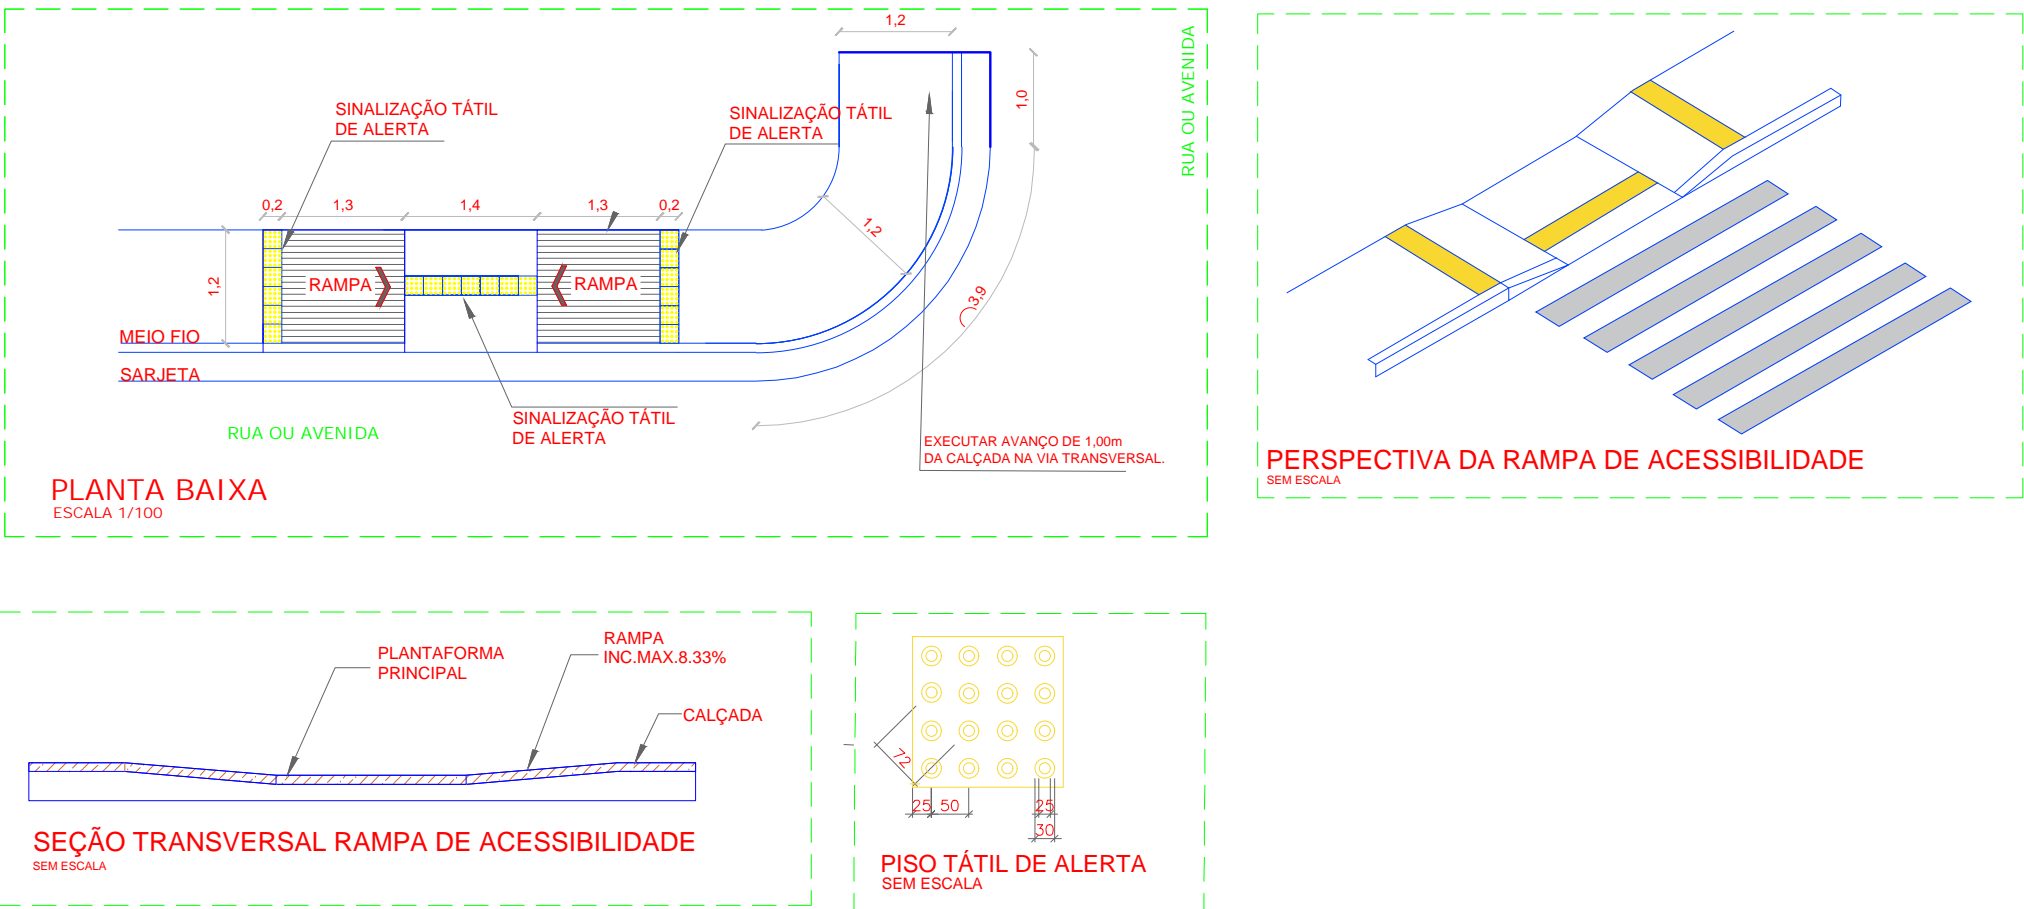 1,2
RUA OU AVENIDA
1,0
SINALIZAÇÃO TÁTIL
DE ALERTA
SINALIZAÇÃO TÁTIL
DE ALERTA
0,2
1,3
1,4
1,3
0,2
1,2
1,2
RAMPA
RAMPA
3,9
MEIO FIO
SARJETA
SINALIZAÇÃO TÁTIL
DE ALERTA
RUA OU AVENIDA
EXECUTAR AVANÇO DE 1,00m
DA CALÇADA NA VIA TRANSVERSAL.
PLANTA BAIXA
ESCALA 1/100
PERSPECTIVA DA RAMPA DE ACESSIBILIDADE
SEM ESCALA
PLANTAFORMA
PRINCIPAL
RAMPA
INC.MAX.8.33%
CALÇADA
SEÇÃO TRANSVERSAL RAMPA DE ACESSIBILIDADE
SEM ESCALA
72
25
50
25
30
PISO TÁTIL DE ALERTA
SEM ESCALA